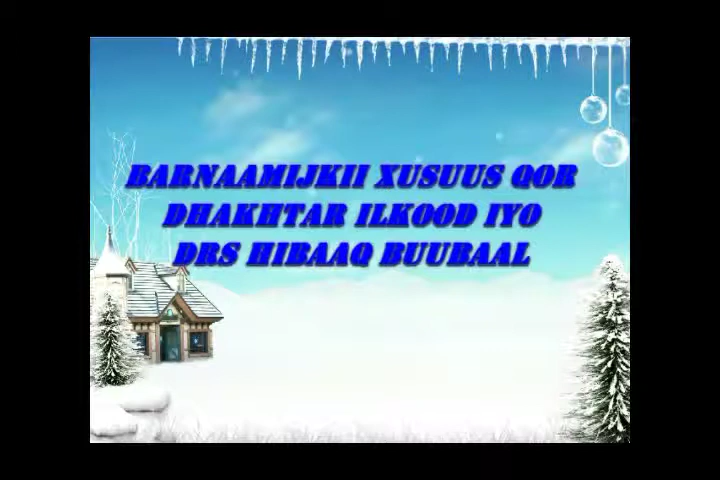 BARNAAMIJKII XUSUUS QOR
DHAKHTAR ILKOOD IYO
DRS HIBAAQ BUUBAAL